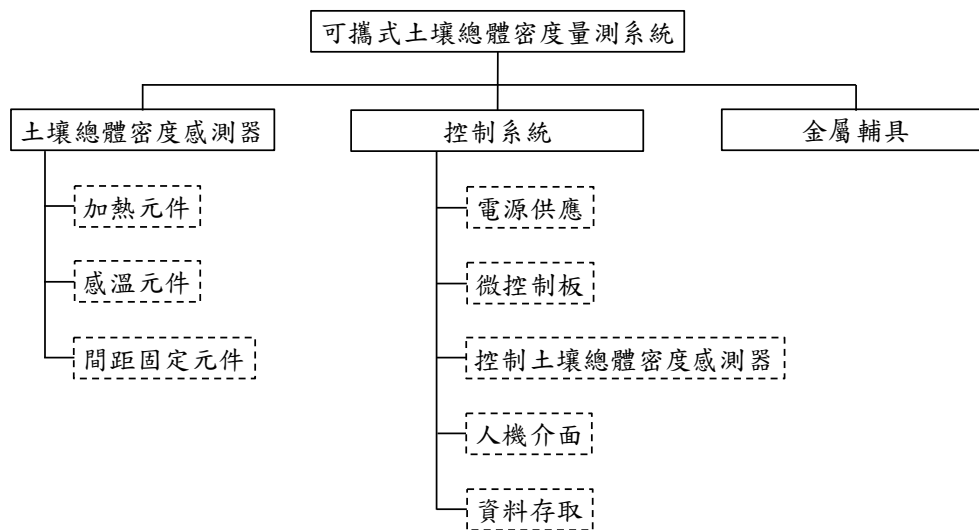 可攜式土壤總體密度量測系統
土壤總體密度感測器
控制系統
金屬輔具
加熱元件
感溫元件
間距固定元件
電源供應
微控制板
控制土壤總體密度感測器
人機介面
資料存取